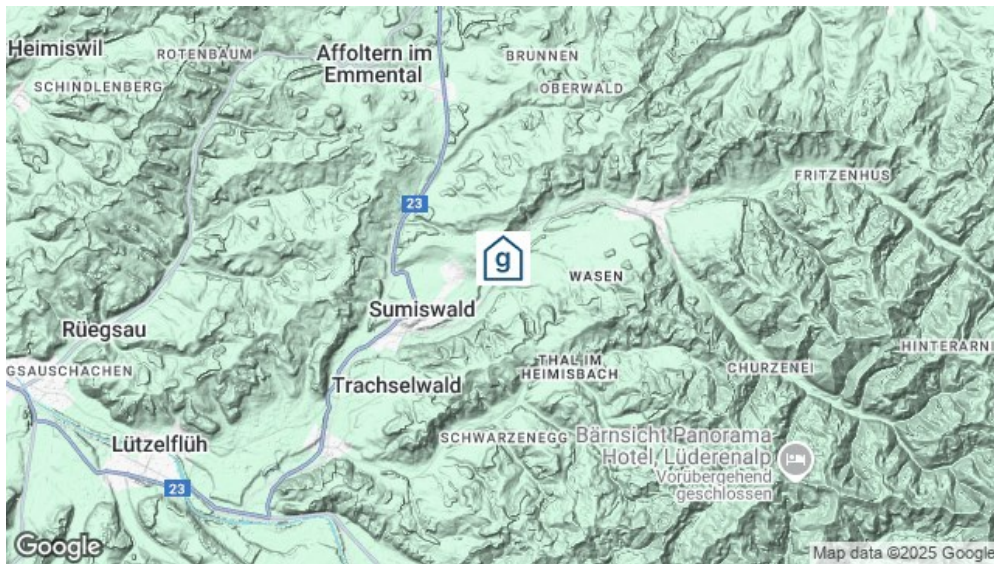 Heimiswil
ROTENBAUM
Affoltern im
Emmental
BRUNNEN
SCHINDLENBERG
OBERWALD
FRITZENHUS
23
g
WASEN
Sumiswald
Rüegsau
HINTERARNI
GSAUSCHACHEN
THAL IM
HEIMISBACH
CHURZENEI
Trachselwald
Lützelflüh
SCHWARZENEGG
Bärnsicht Panorama
Hotel, Lüderenalp
Vorübergehend
geschlossen
23
Google
Map data ©2025 Google